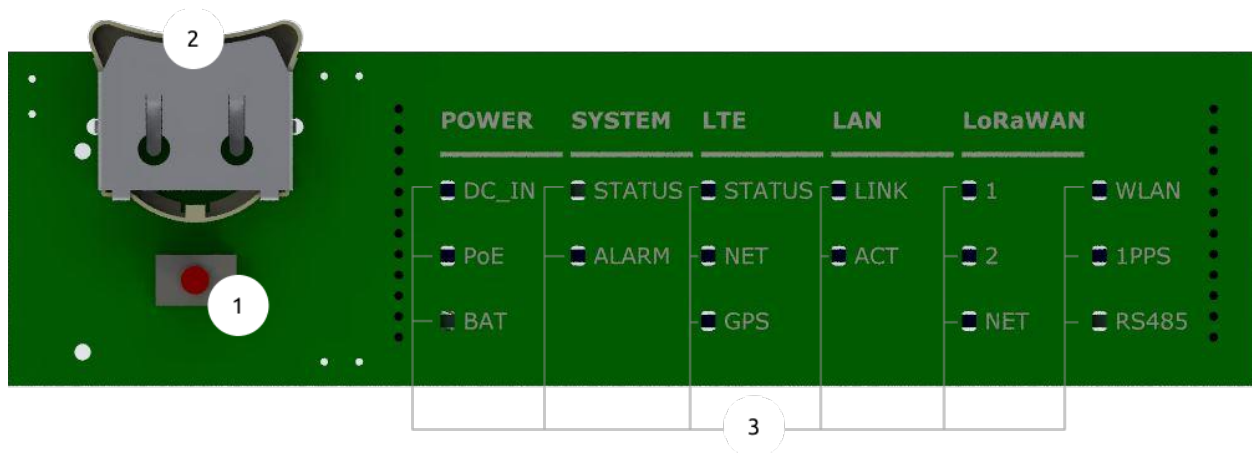 2
POWER SYSTEM LTE LAN LoRaWAN
DC_IN STATUS STATUS LINK 1 WLAN
PoE ALARM NET ACT 2 1PPS
1
BAT GPS NET RS485
3